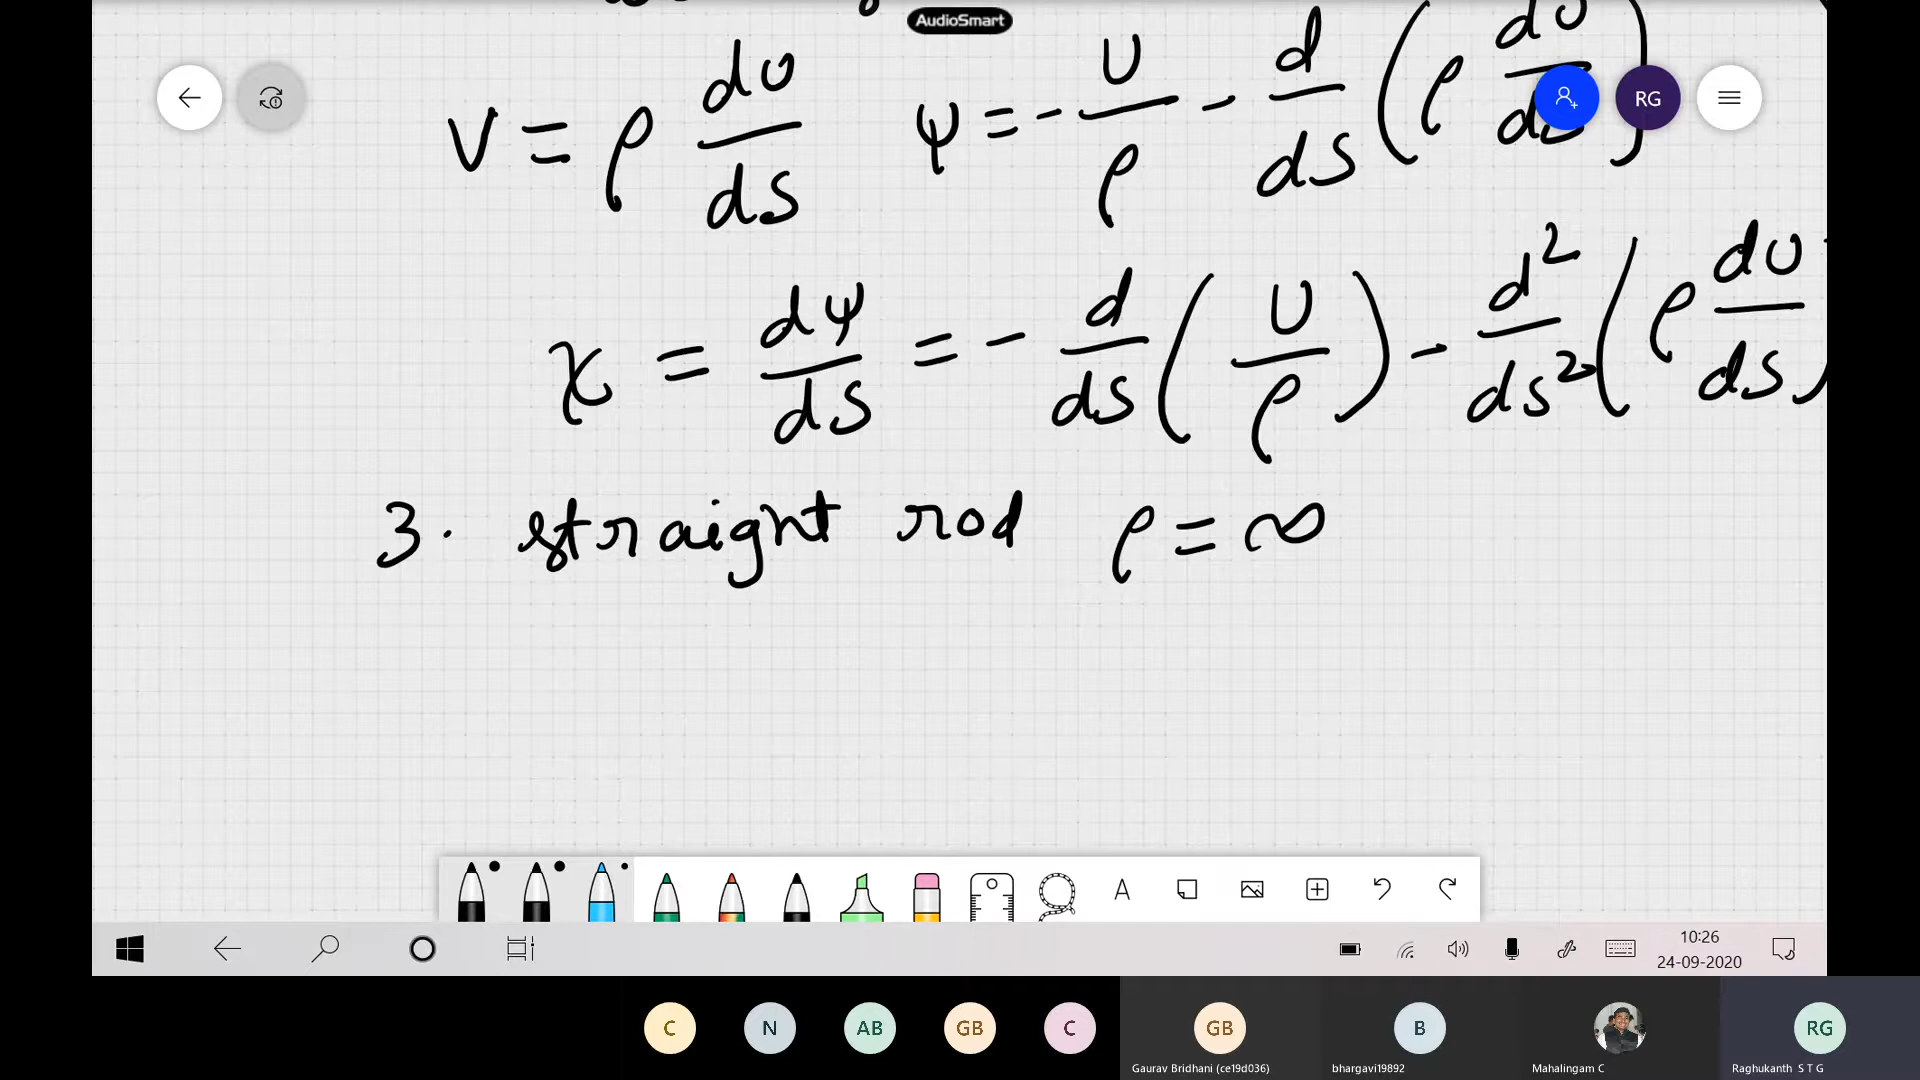 AudioSmart
V = ρ dυ/ds ψ = - υ/ρ - d/ds (ρ dυ/ds)
RG
χ = dψ/ds = - d/ds (υ/ρ) - d²/ds² (ρ dυ/ds)
3. straight rod ρ = ∞
A
10:26
24-09-2020
C N AB GB C GB B RG
Gaurav Bridhani (ce19d036) bhargavi19892 Mahalingam C Raghukanth S T G